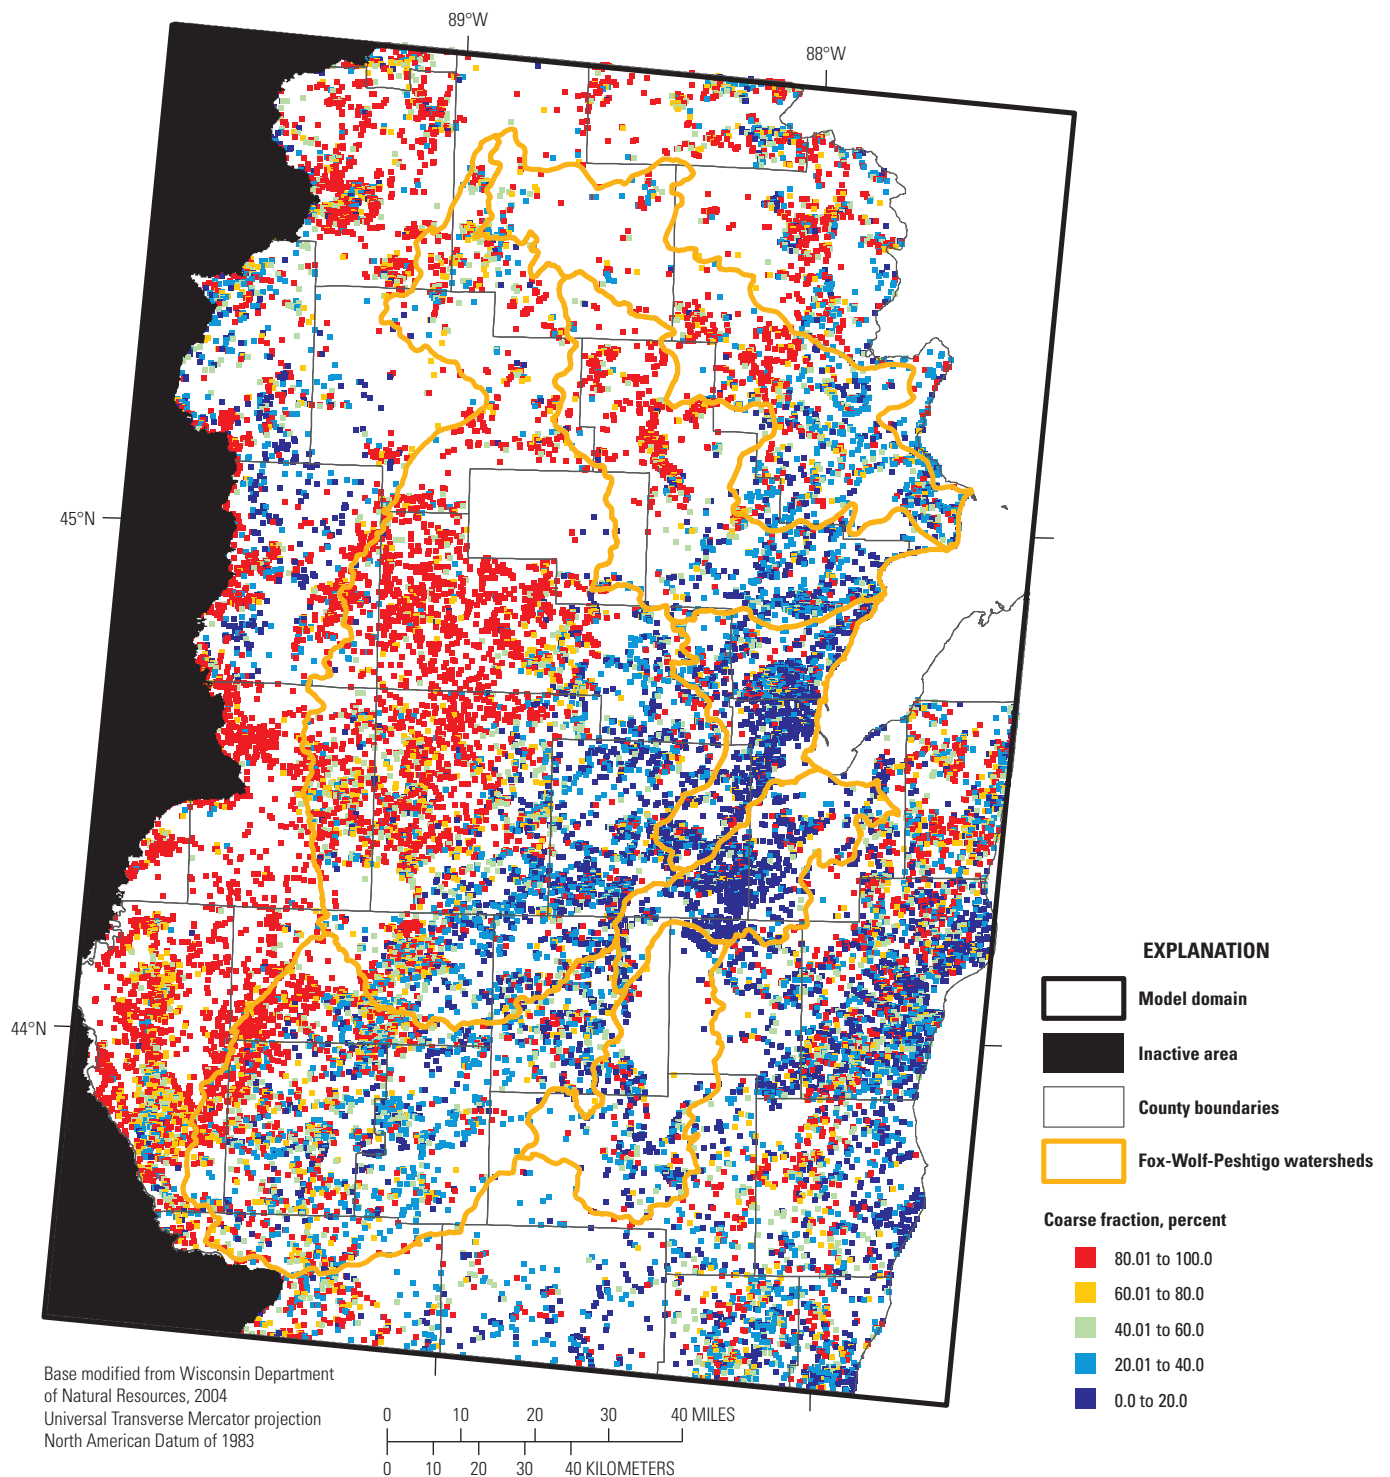 89°W
88°W
45°N
44°N
EXPLANATION
Model domain
Inactive area
County boundaries
Fox-Wolf-Peshtigo watersheds
Coarse fraction, percent
80.01 to 100.0
60.01 to 80.0
40.01 to 60.0
20.01 to 40.0
0.0 to 20.0
Base modified from Wisconsin Department
of Natural Resources, 2004
Universal Transverse Mercator projection
North American Datum of 1983
0 10 20 30 40 MILES
0 10 20 30 40 KILOMETERS